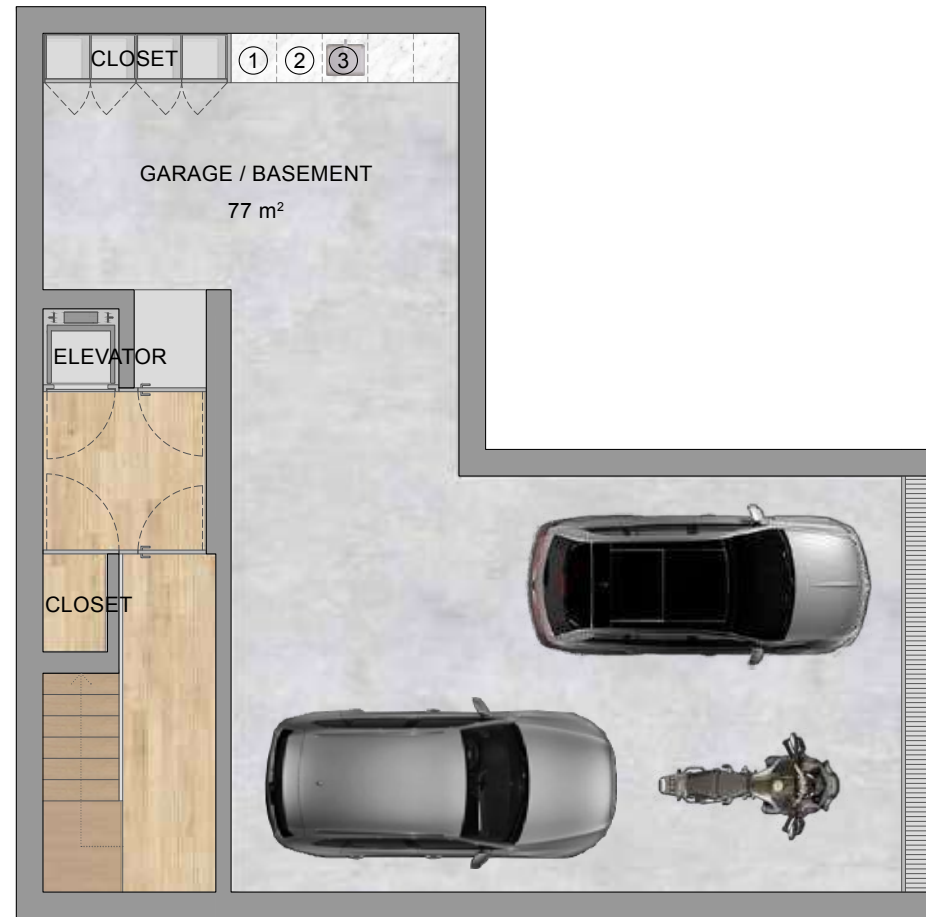 CLOSET
1 2 3
GARAGE / BASEMENT
77 m²
ELEVATOR
CLOSET